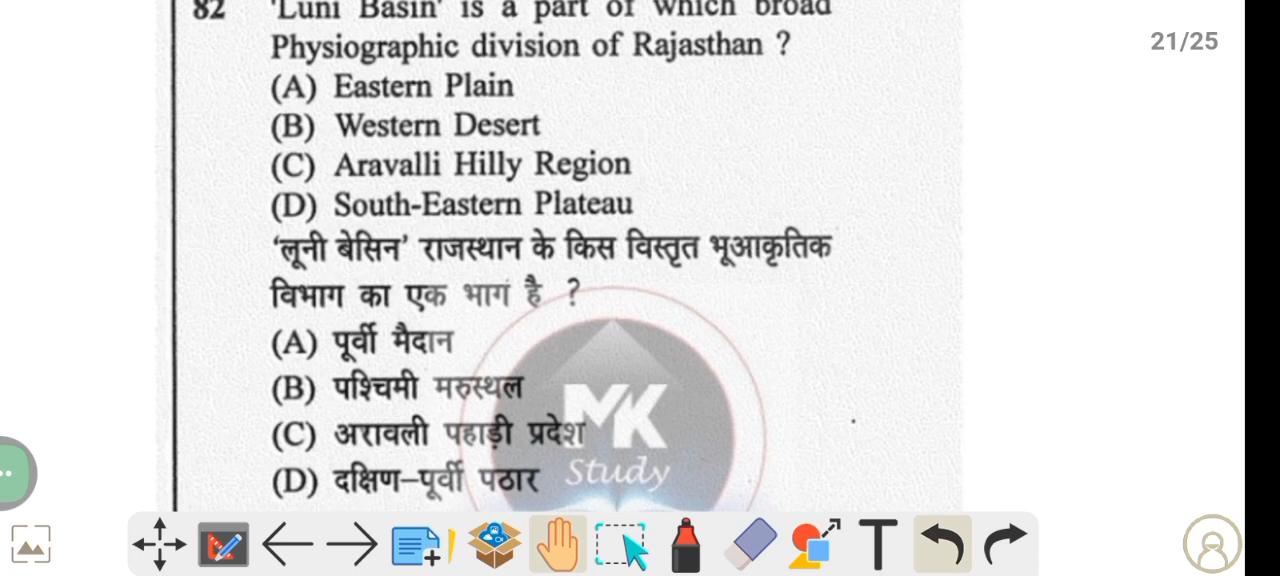 82 'Luni Basin' is a part of which broad
21/25
Physiographic division of Rajasthan ?
(A) Eastern Plain
(B) Western Desert
(C) Aravalli Hilly Region
(D) South-Eastern Plateau
'लूनी बेसिन' राजस्थान के किस विस्तृत भूआकृतिक
विभाग का एक भाग है ?
(A) पूर्वी मैदान
(B) पश्चिमी मरुस्थल
(C) अरावली पहाड़ी प्रदेश
(D) दक्षिण-पूर्वी पठार
MK
Study
T